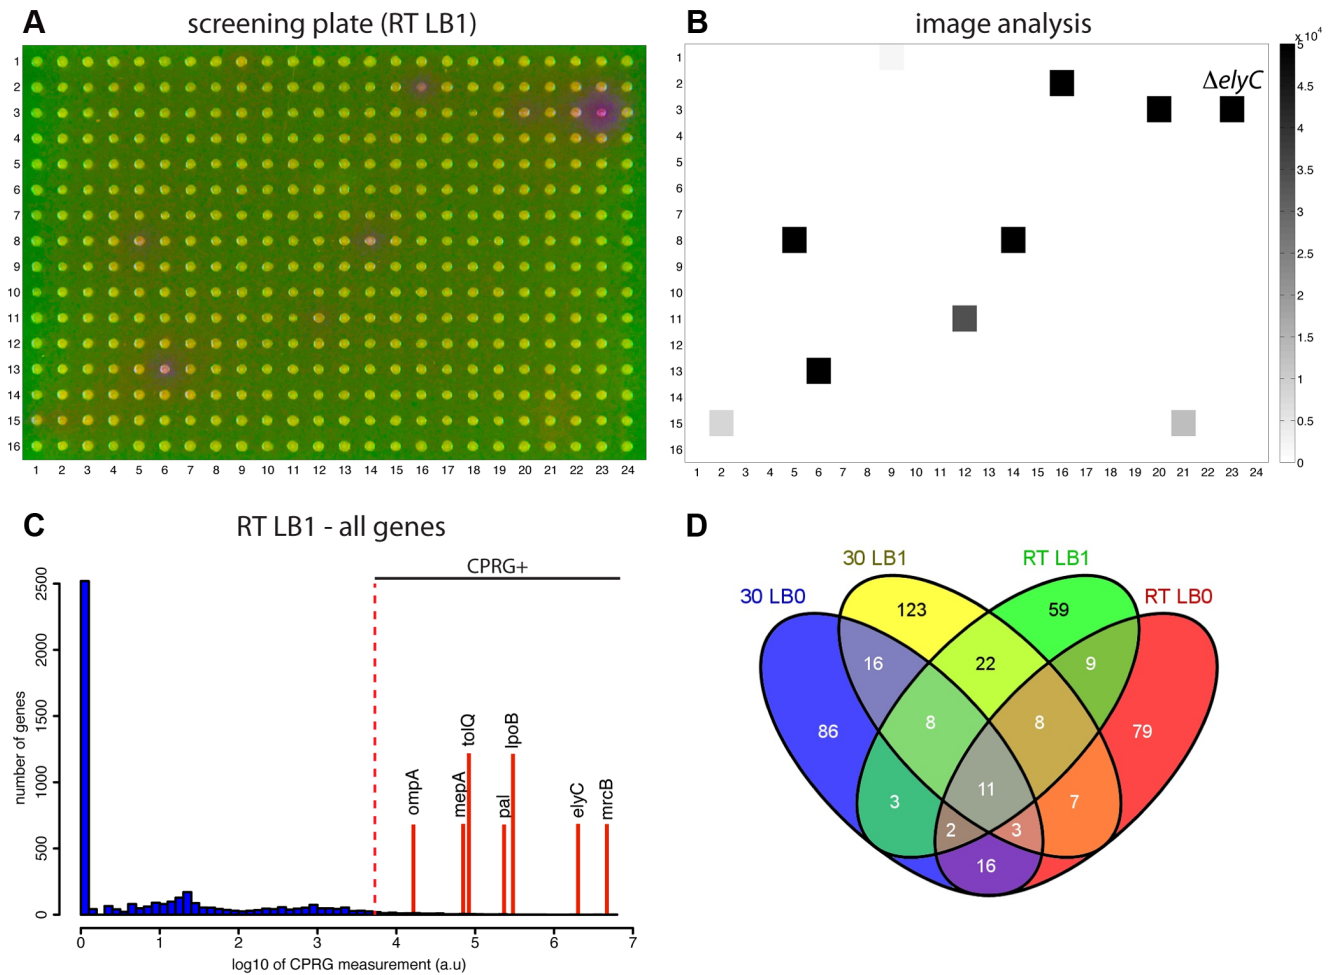 A
screening plate (RT LB1)
1
2
3
4
5
6
7
8
9
10
11
12
13
14
15
16
1 2 3 4 5 6 7 8 9 10 11 12 13 14 15 16 17 18 19 20 21 22 23 24
B
image analysis
1
2
3
4
5
6
7
8
9
10
11
12
13
14
15
16
1 2 3 4 5 6 7 8 9 10 11 12 13 14 15 16 17 18 19 20 21 22 23 24
ΔelyC
x 10⁴
5
4.5
4
3.5
3
2.5
2
1.5
1
0.5
0
C
RT LB1 - all genes
CPRG+
number of genes
2500
2000
1500
1000
500
0
ompA
mepA
tolQ
pal
lpoB
elyC
mrcB
0 1 2 3 4 5 6 7
log10 of CPRG measurement (a.u)
D
30 LB1
RT LB1
30 LB0
RT LB0
123
59
16
22
9
86
8
8
79
3
11
7
2
3
16